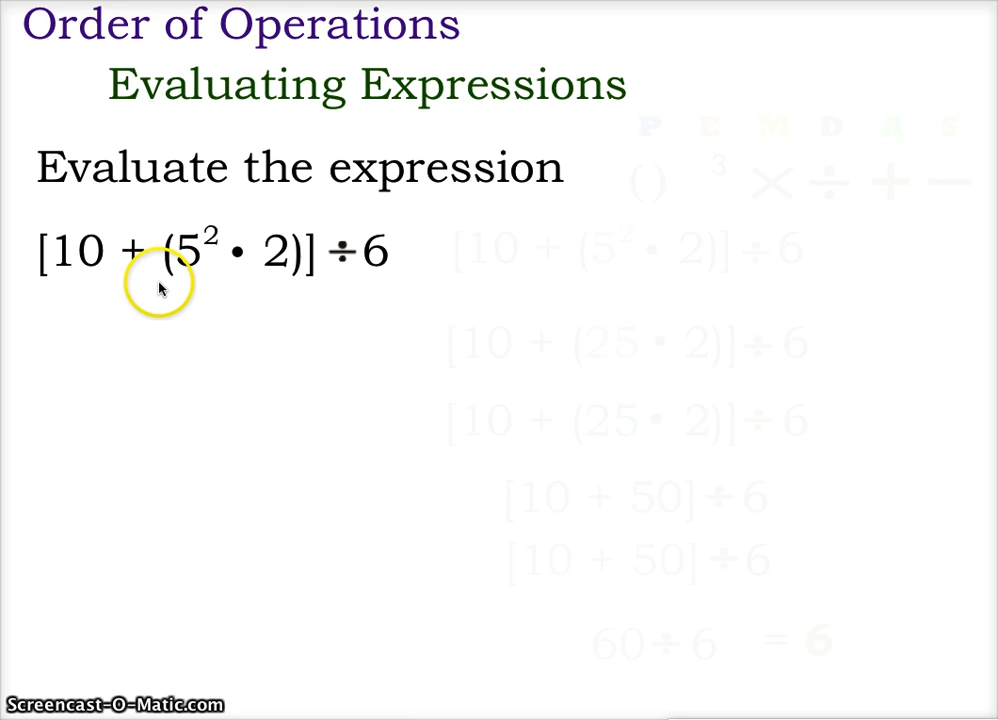 Order of Operations
Evaluating Expressions
P E M D A S
Evaluate the expression
() ³ × ÷ + −
[10 + (5² • 2)] ÷ 6
[10 + (5² • 2)] ÷ 6
[10 + (25 • 2)] ÷ 6
[10 + (25 • 2)] ÷ 6
[10 + 50] ÷ 6
[10 + 50] ÷ 6
60 ÷ 6 = 6
Screencast-O-Matic.com